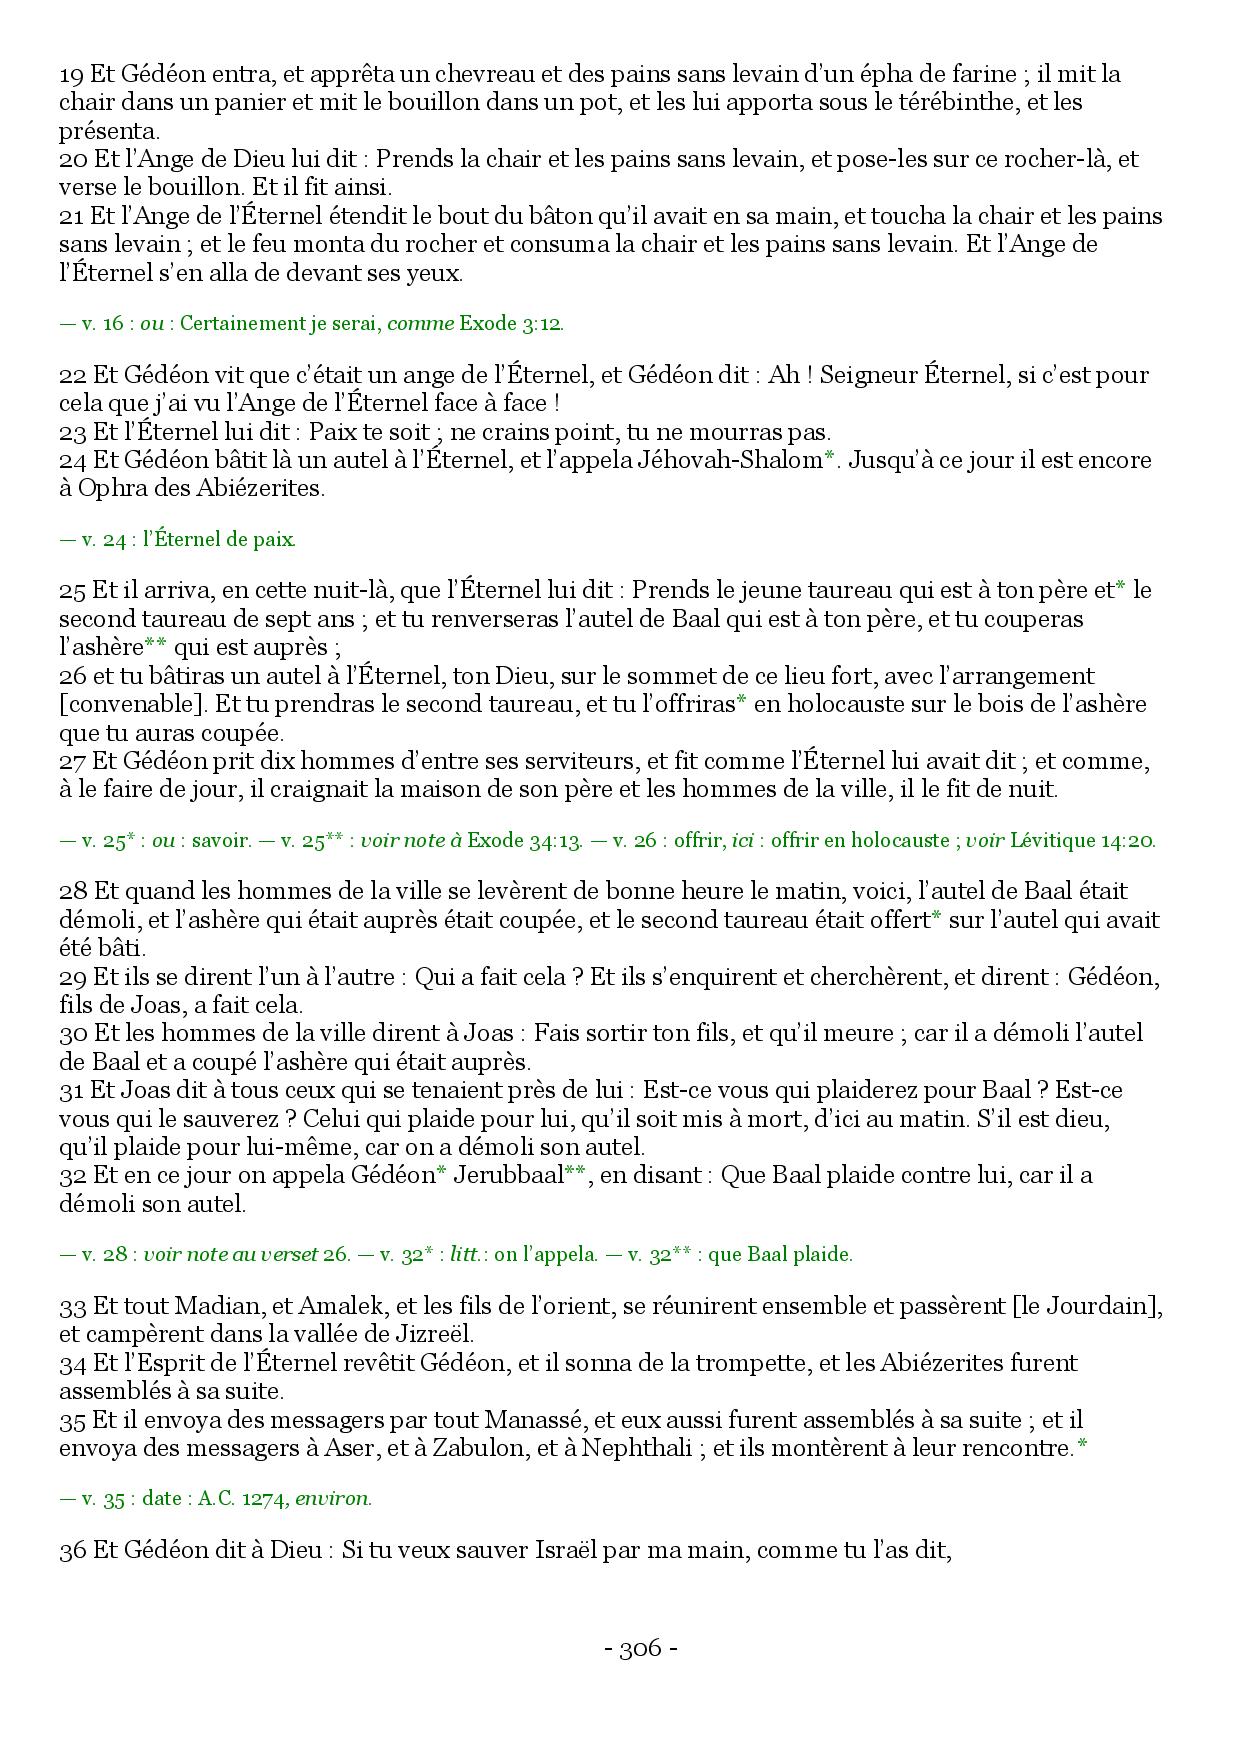 19 Et Gédéon entra, et apprêta un chevreau et des pains sans levain d’un épha de farine ; il mit la
chair dans un panier et mit le bouillon dans un pot, et les lui apporta sous le térébinthe, et les
présenta.
20 Et l’Ange de Dieu lui dit : Prends la chair et les pains sans levain, et pose-les sur ce rocher-là, et
verse le bouillon. Et il fit ainsi.
21 Et l’Ange de l’Éternel étendit le bout du bâton qu’il avait en sa main, et toucha la chair et les pains
sans levain ; et le feu monta du rocher et consuma la chair et les pains sans levain. Et l’Ange de
l’Éternel s’en alla de devant ses yeux.
— v. 16 : ou : Certainement je serai, comme Exode 3:12.
22 Et Gédéon vit que c’était un ange de l’Éternel, et Gédéon dit : Ah ! Seigneur Éternel, si c’est pour
cela que j’ai vu l’Ange de l’Éternel face à face !
23 Et l’Éternel lui dit : Paix te soit ; ne crains point, tu ne mourras pas.
24 Et Gédéon bâtit là un autel à l’Éternel, et l’appela Jéhovah-Shalom*. Jusqu’à ce jour il est encore
à Ophra des Abiézerites.
— v. 24 : l’Éternel de paix.
25 Et il arriva, en cette nuit-là, que l’Éternel lui dit : Prends le jeune taureau qui est à ton père et* le
second taureau de sept ans ; et tu renverseras l’autel de Baal qui est à ton père, et tu couperas
l’ashère** qui est auprès ;
26 et tu bâtiras un autel à l’Éternel, ton Dieu, sur le sommet de ce lieu fort, avec l’arrangement
[convenable]. Et tu prendras le second taureau, et tu l’offriras* en holocauste sur le bois de l’ashère
que tu auras coupée.
27 Et Gédéon prit dix hommes d’entre ses serviteurs, et fit comme l’Éternel lui avait dit ; et comme,
à le faire de jour, il craignait la maison de son père et les hommes de la ville, il le fit de nuit.
— v. 25* : ou : savoir. — v. 25** : voir note à Exode 34:13. — v. 26 : offrir, ici : offrir en holocauste ; voir Lévitique 14:20.
28 Et quand les hommes de la ville se levèrent de bonne heure le matin, voici, l’autel de Baal était
démoli, et l’ashère qui était auprès était coupée, et le second taureau était offert* sur l’autel qui avait
été bâti.
29 Et ils se dirent l’un à l’autre : Qui a fait cela ? Et ils s’enquirent et cherchèrent, et dirent : Gédéon,
fils de Joas, a fait cela.
30 Et les hommes de la ville dirent à Joas : Fais sortir ton fils, et qu’il meure ; car il a démoli l’autel
de Baal et a coupé l’ashère qui était auprès.
31 Et Joas dit à tous ceux qui se tenaient près de lui : Est-ce vous qui plaiderez pour Baal ? Est-ce
vous qui le sauverez ? Celui qui plaide pour lui, qu’il soit mis à mort, d’ici au matin. S’il est dieu,
qu’il plaide pour lui-même, car on a démoli son autel.
32 Et en ce jour on appela Gédéon* Jerubbaal**, en disant : Que Baal plaide contre lui, car il a
démoli son autel.
— v. 28 : voir note au verset 26. — v. 32* : litt.: on l’appela. — v. 32** : que Baal plaide.
33 Et tout Madian, et Amalek, et les fils de l’orient, se réunirent ensemble et passèrent [le Jourdain],
et campèrent dans la vallée de Jizreël.
34 Et l’Esprit de l’Éternel revêtit Gédéon, et il sonna de la trompette, et les Abiézerites furent
assemblés à sa suite.
35 Et il envoya des messagers par tout Manassé, et eux aussi furent assemblés à sa suite ; et il
envoya des messagers à Aser, et à Zabulon, et à Nephthali ; et ils montèrent à leur rencontre.*
— v. 35 : date : A.C. 1274, environ.
36 Et Gédéon dit à Dieu : Si tu veux sauver Israël par ma main, comme tu l’as dit,
- 306 -